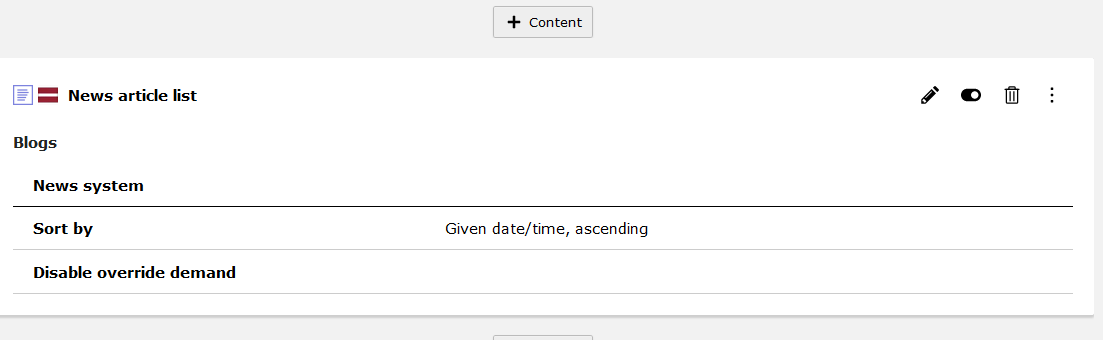 Content
News article list
Blogs
News system
Sort by Given date/time, ascending
Disable override demand